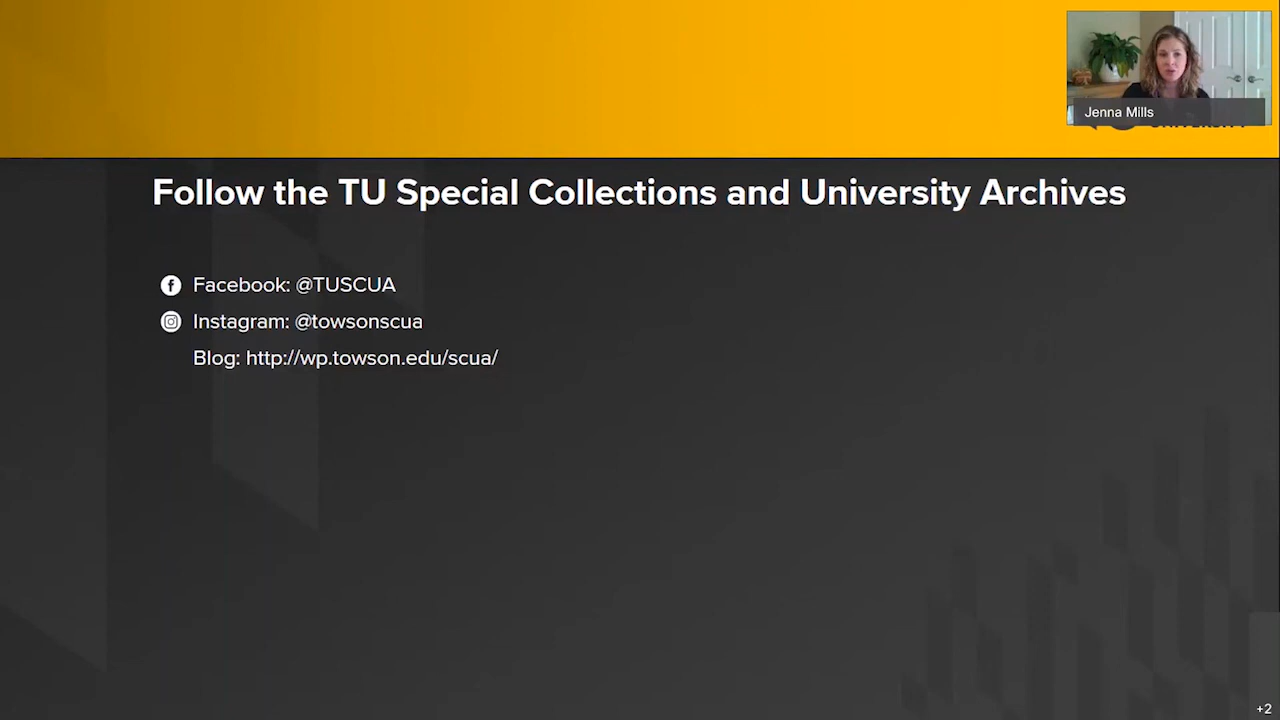 Jenna Mills
Follow the TU Special Collections and University Archives
Facebook: @TUSCUA
Instagram: @towsonscua
Blog: http://wp.towson.edu/scua/
+2